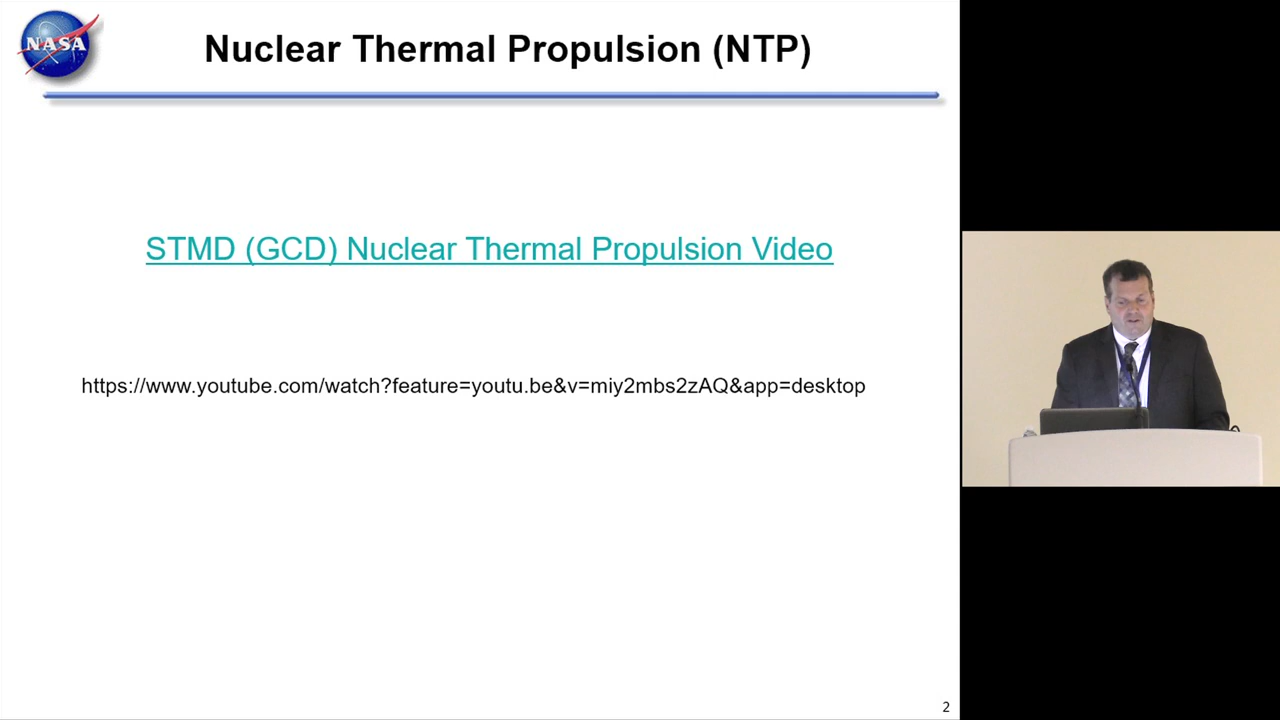 NASA
Nuclear Thermal Propulsion (NTP)
STMD (GCD) Nuclear Thermal Propulsion Video
https://www.youtube.com/watch?feature=youtu.be&v=miy2mbs2zAQ&app=desktop
2